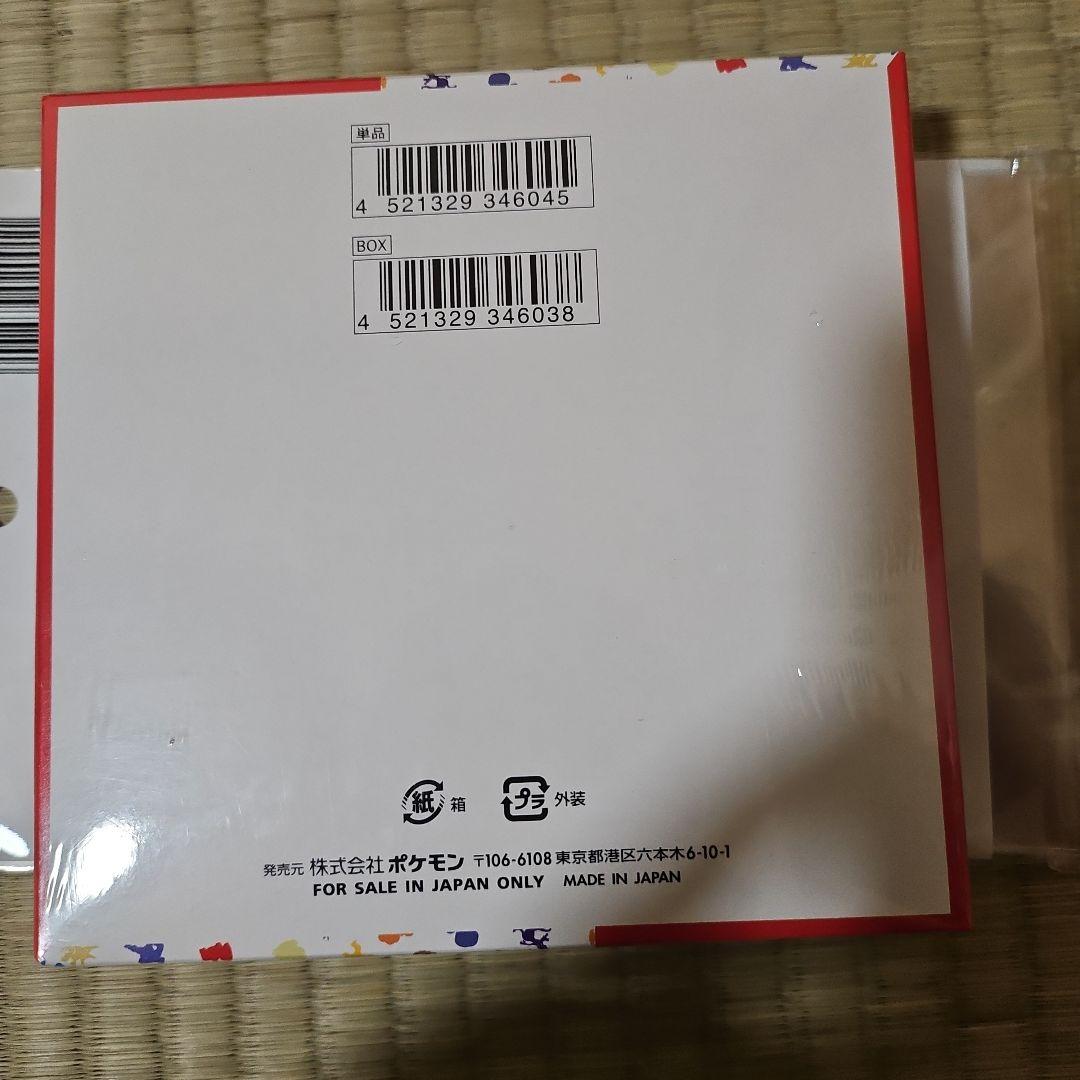 単品
4 521329 346045
BOX
4 521329 346038
紙 箱 プラ 外装
発売元 株式会社 ポケモン 〒106-6108 東京都港区六本木6-10-1
FOR SALE IN JAPAN ONLY MADE IN JAPAN